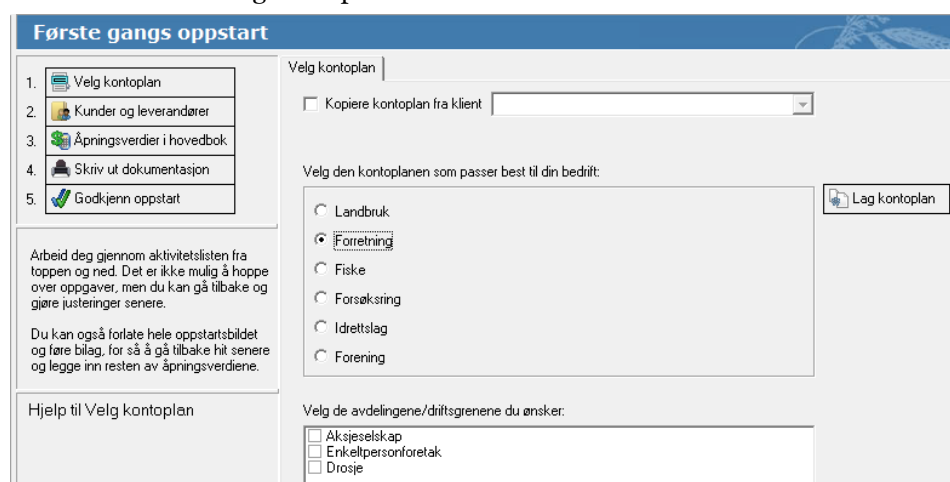 Første gangs oppstart
1. Velg kontoplan
2. Kunder og leverandører
3. Åpningsverdier i hovedbok
4. Skriv ut dokumentasjon
5. Godkjenn oppstart
Arbeid deg gjennom aktivitetslisten fra
toppen og ned. Det er ikke mulig å hoppe
over oppgaver, men du kan gå tilbake og
gjøre justeringer senere.
Du kan også forlate hele oppstartsbildet
og føre bilag, for så å gå tilbake hit senere
og legge inn resten av åpningsverdiene.
Hjelp til Velg kontoplan
Velg kontoplan
Kopiere kontoplan fra klient
Velg den kontoplanen som passer best til din bedrift:
Landbruk
Forretning
Fiske
Forsøksring
Idrettslag
Forening
Lag kontoplan
Velg de avdelingene/driftsgrenene du ønsker:
Aksjeselskap
Enkeltpersonforetak
Drosje